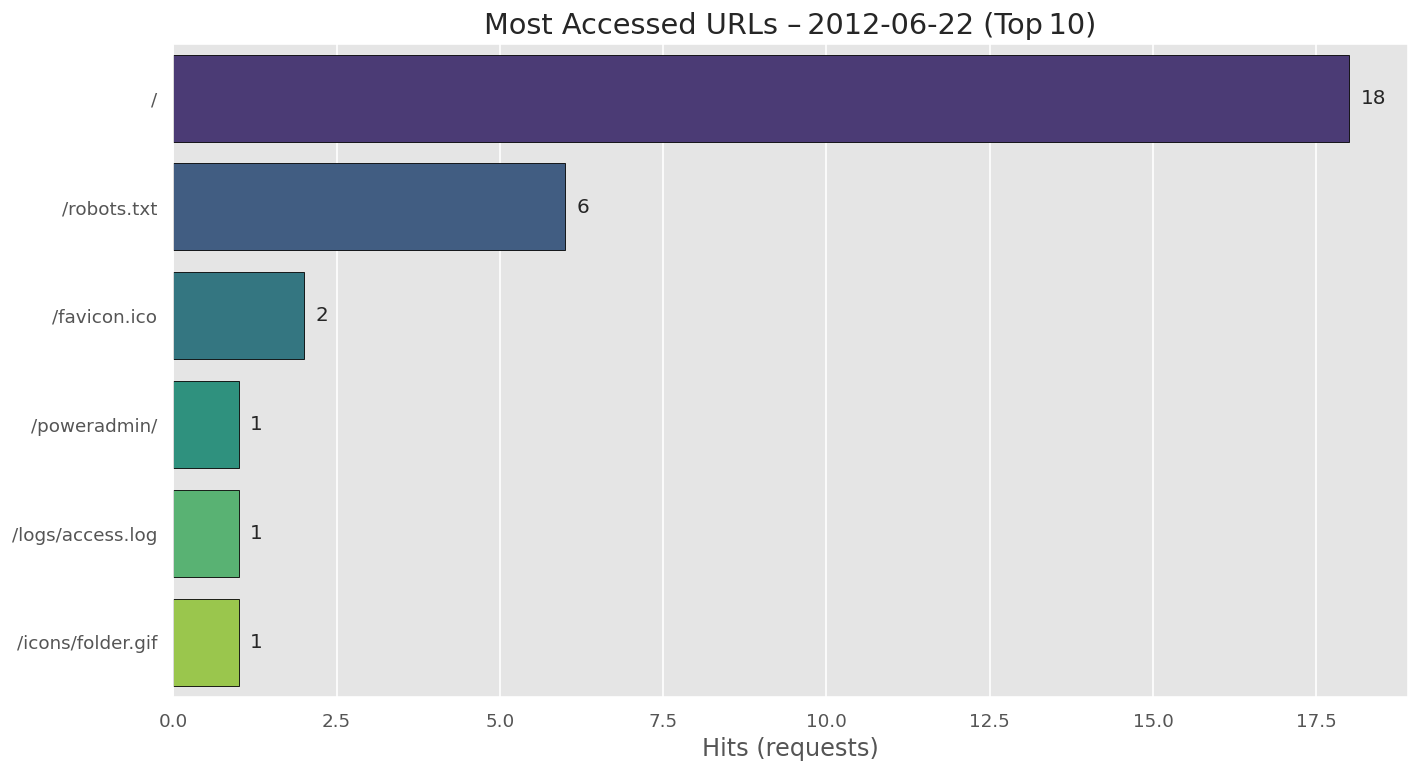 Most Accessed URLs – 2012-06-22 (Top 10)
/ 18
/robots.txt 6
/favicon.ico 2
/poweradmin/ 1
/logs/access.log 1
/icons/folder.gif 1
0.0 2.5 5.0 7.5 10.0 12.5 15.0 17.5
Hits (requests)